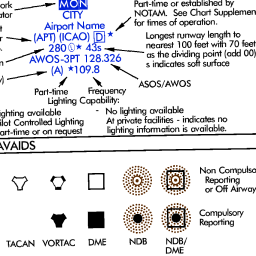 ork
MON
Part-time or established by
ator
CITY
NOTAM. See Chart Supplement
Airport Name
for times of operation.
(APT) (ICAO) D *
Longest runway length to
nearest 100 feet with 70 feet
280 * 43s
as the dividing point (add 00)
AWOS-3PT 128.326
s indicates soft surface
(A) *109.8
Part-time
Frequency
ASOS/AWOS
Lighting Capability:
ghting available
- No lighting available
ilot Controlled Lighting
At private facilities - indicates no
art-time or on request
lighting information is available.
AVAIDS
Non Compulso
Reporting
or Off Airway
Compulsory
Reporting
TACAN
VORTAC
DME
NDB
NDB/
DME